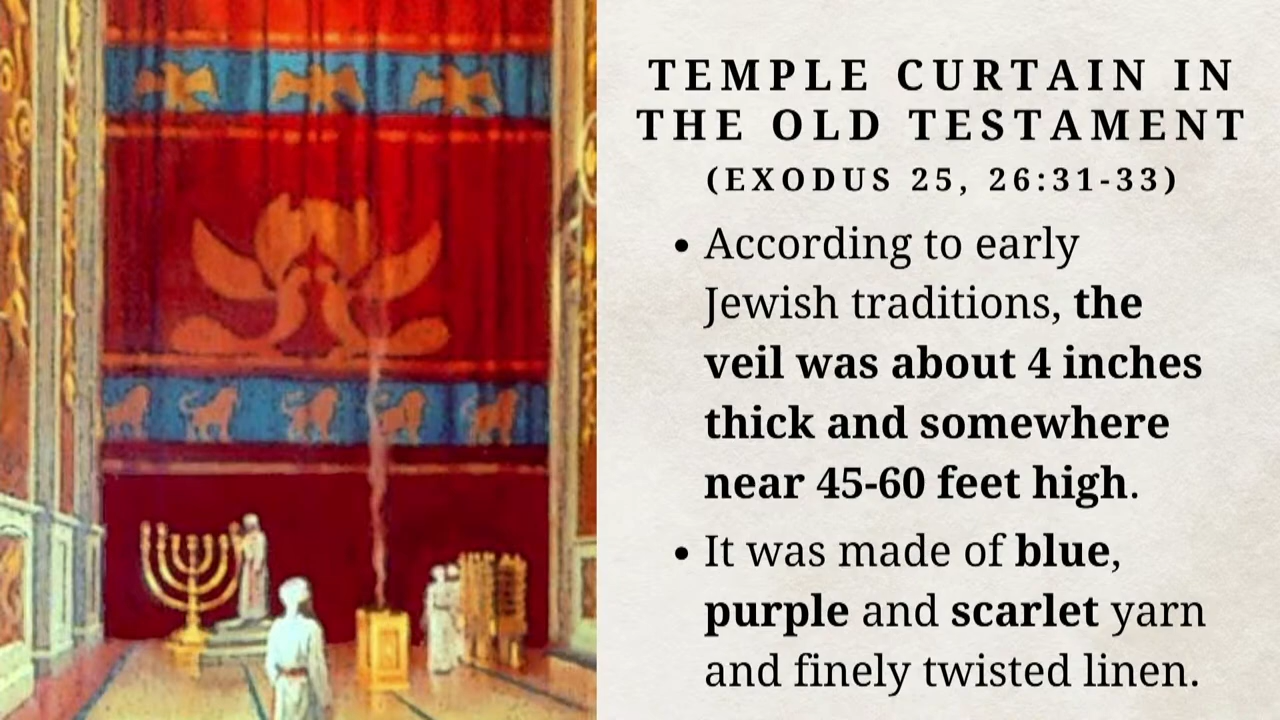 TEMPLE CURTAIN IN
THE OLD TESTAMENT
(EXODUS 25, 26:31-33)
• According to early
Jewish traditions, the
veil was about 4 inches
thick and somewhere
near 45-60 feet high.
• It was made of blue,
purple and scarlet yarn
and finely twisted linen.